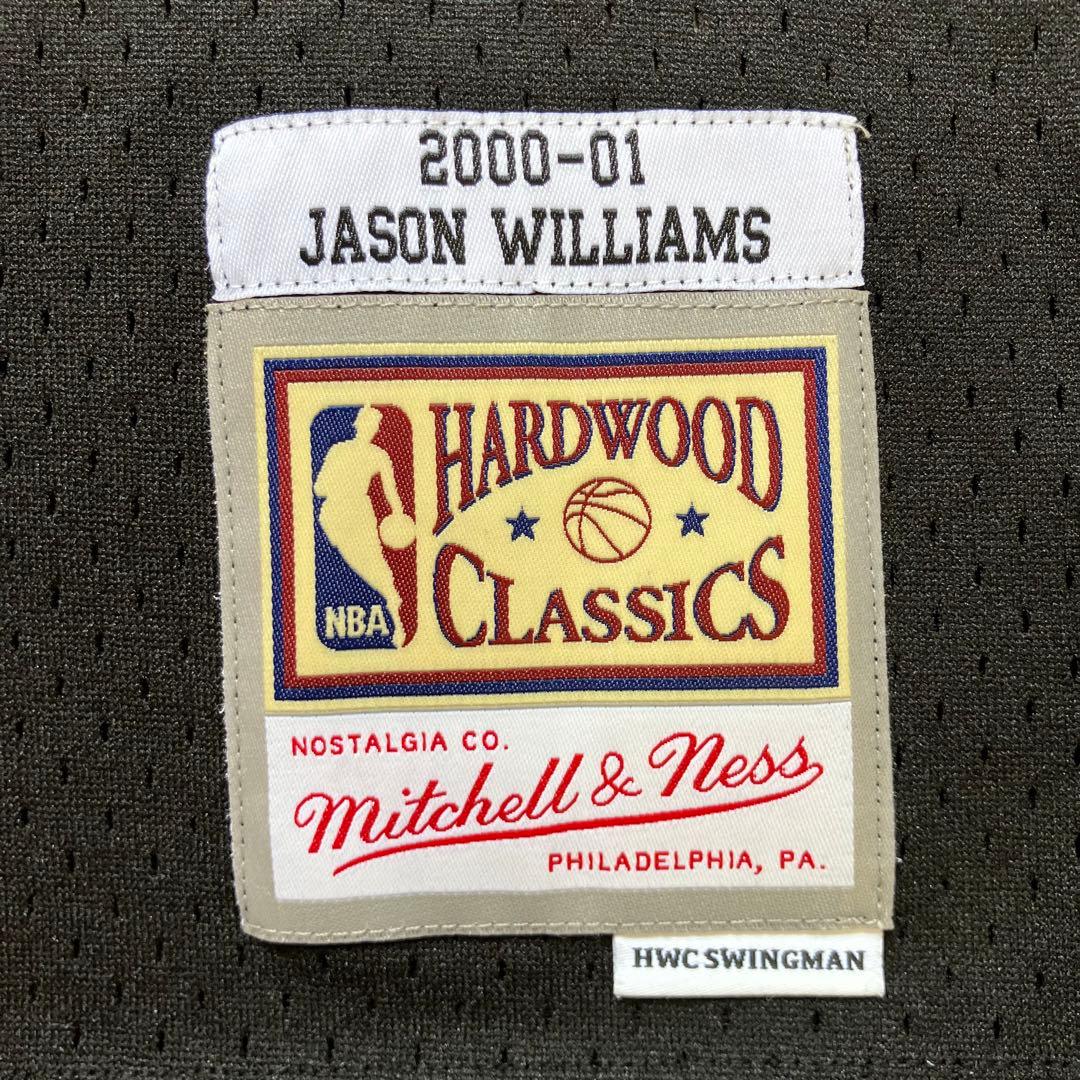 2000-01
JASON WILLIAMS
HARDWOOD
CLASSICS
NBA
NOSTALGIA CO.
Mitchell & Ness
PHILADELPHIA, PA.
HWC SWINGMAN